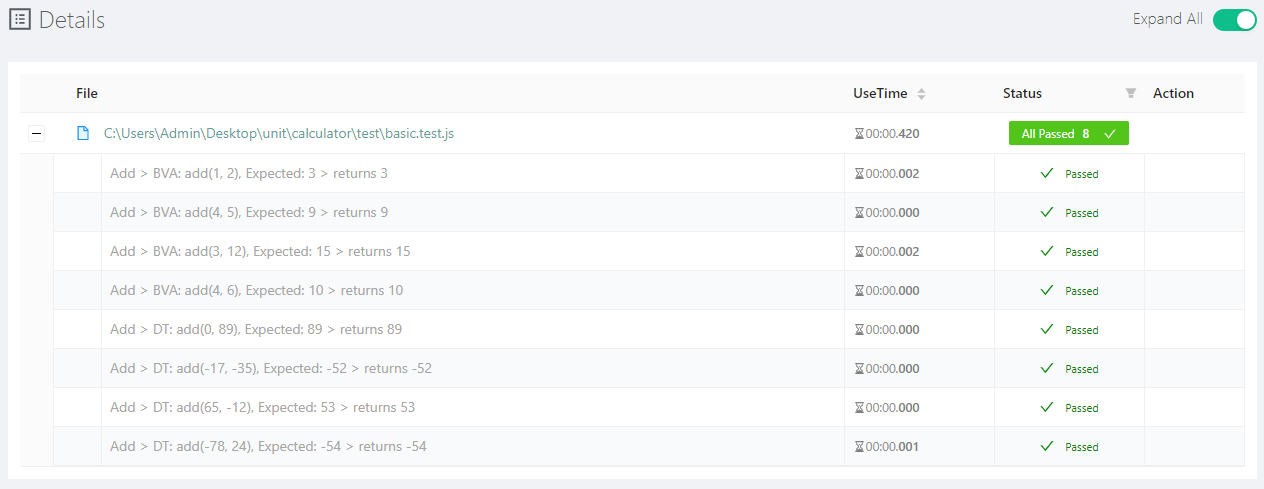 Details
Expand All
File UseTime Status Action
C:\Users\Admin\Desktop\unit\calculator\test\basic.test.js 00:00.420 All Passed 8
Add > BVA: add(1, 2), Expected: 3 > returns 3 00:00.002 Passed
Add > BVA: add(4, 5), Expected: 9 > returns 9 00:00.000 Passed
Add > BVA: add(3, 12), Expected: 15 > returns 15 00:00.002 Passed
Add > BVA: add(4, 6), Expected: 10 > returns 10 00:00.000 Passed
Add > DT: add(0, 89), Expected: 89 > returns 89 00:00.000 Passed
Add > DT: add(-17, -35), Expected: -52 > returns -52 00:00.000 Passed
Add > DT: add(65, -12), Expected: 53 > returns 53 00:00.000 Passed
Add > DT: add(-78, 24), Expected: -54 > returns -54 00:00.001 Passed